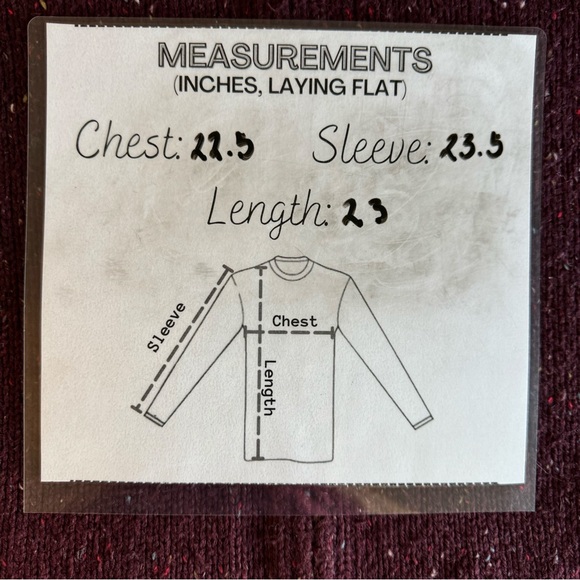 MEASUREMENTS
(INCHES, LAYING FLAT)
Chest: 22.5 Sleeve: 23.5
Length: 23
Sleeve
Chest
Length